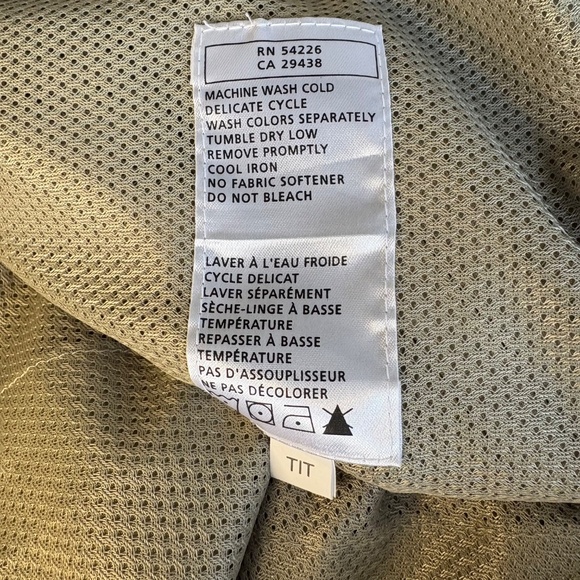 RN 54226
CA 29438
MACHINE WASH COLD
DELICATE CYCLE
WASH COLORS SEPARATELY
TUMBLE DRY LOW
REMOVE PROMPTLY
COOL IRON
NO FABRIC SOFTENER
DO NOT BLEACH
LAVER À L'EAU FROIDE
CYCLE DELICAT
LAVER SÉPARÉMENT
SÈCHE-LINGE À BASSE
TEMPÉRATURE
REPASSER À BASSE
TEMPÉRATURE
PAS D'ASSOUPLISSEUR
NE PAS DÉCOLORER
TIT